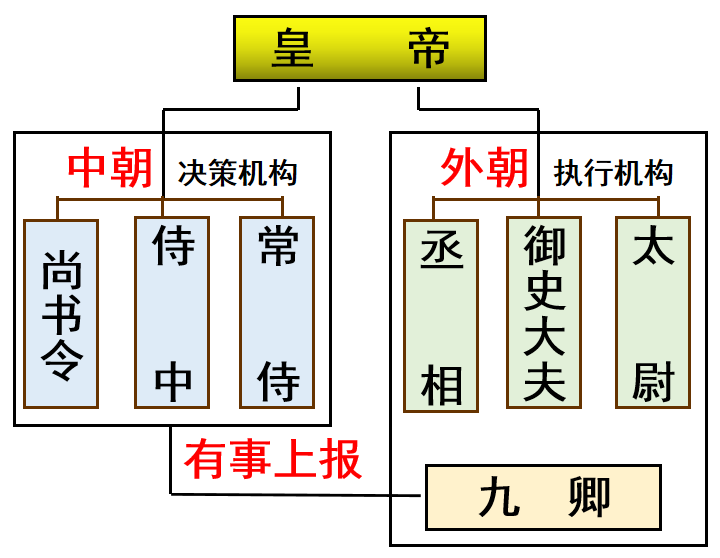 皇 帝
中朝 决策机构
尚书令
侍中
常侍
外朝 执行机构
丞相
御史大夫
太尉
有事上报
九 卿